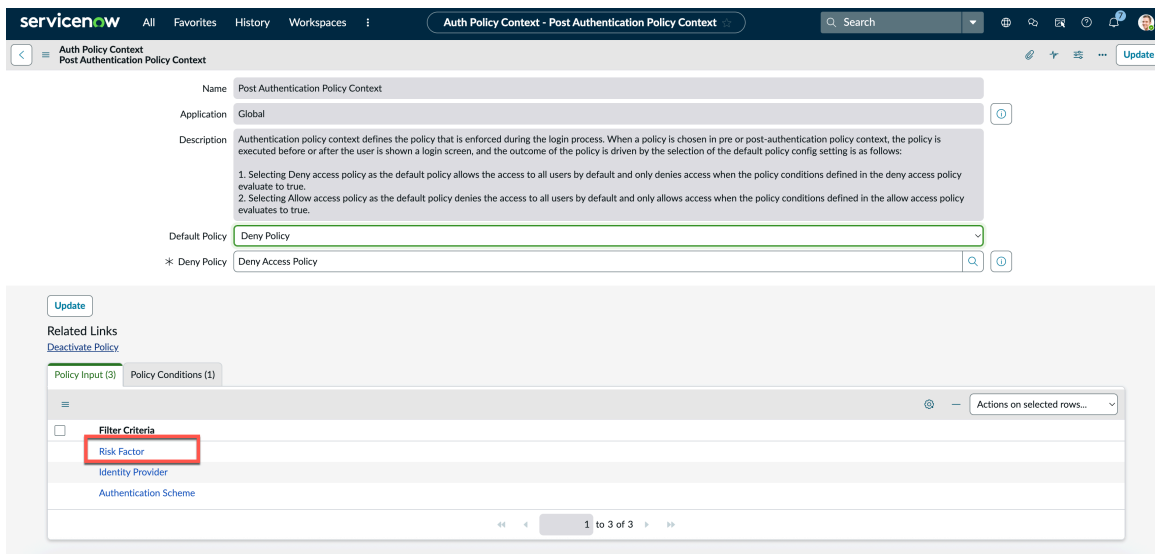 servicenow All Favorites History Workspaces Auth Policy Context - Post Authentication Policy Context Search 7
Auth Policy Context
Post Authentication Policy Context
Update
Name Post Authentication Policy Context
Application Global
Description Authentication policy context defines the policy that is enforced during the login process. When a policy is chosen in pre or post-authentication policy context, the policy is
executed before or after the user is shown a login screen, and the outcome of the policy is driven by the selection of the default policy config setting is as follows:
1. Selecting Deny access policy as the default policy allows the access to all users by default and only denies access when the policy conditions defined in the deny access policy
evaluate to true.
2. Selecting Allow access policy as the default policy denies the access to all users by default and only allows access when the policy conditions defined in the allow access policy
evaluates to true.
Default Policy Deny Policy
Deny Policy Deny Access Policy
Update
Related Links
Deactivate Policy
Policy Input (3) Policy Conditions (1)
Actions on selected rows...
Filter Criteria
Risk Factor
Identity Provider
Authentication Scheme
1 to 3 of 3